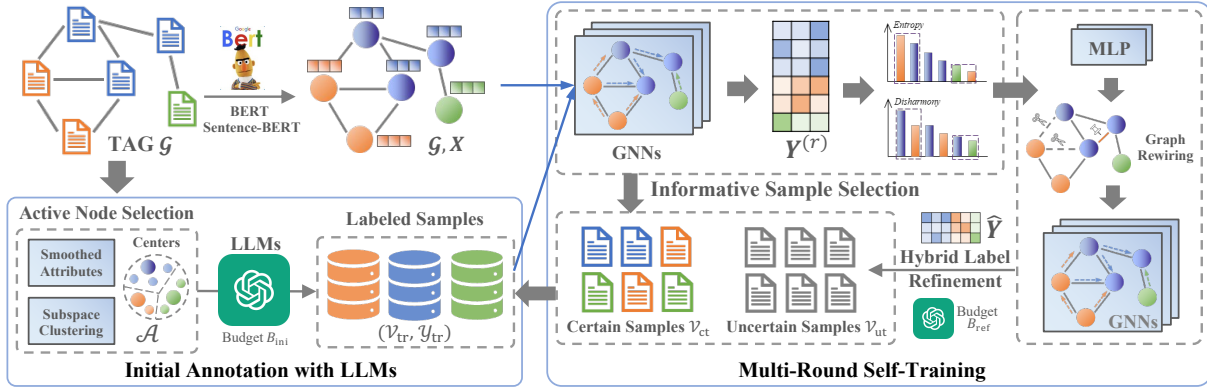 Google
Bert
BERT
Sentence-BERT
TAG 𝒢
𝒢, X
Active Node Selection
Smoothed
Attributes
Subspace
Clustering
Centers
𝒜
LLMs
Budget B_ini
Labeled Samples
(𝒱_tr, 𝒴_tr)
Initial Annotation with LLMs
GNNs
Y^(r)
Entropy
Disharmony
MLP
Graph
Rewiring
GNNs
Informative Sample Selection
Certain Samples 𝒱_ct
Uncertain Samples 𝒱_ut
Ŷ
Hybrid Label
Refinement
Budget
B_ref
Multi-Round Self-Training